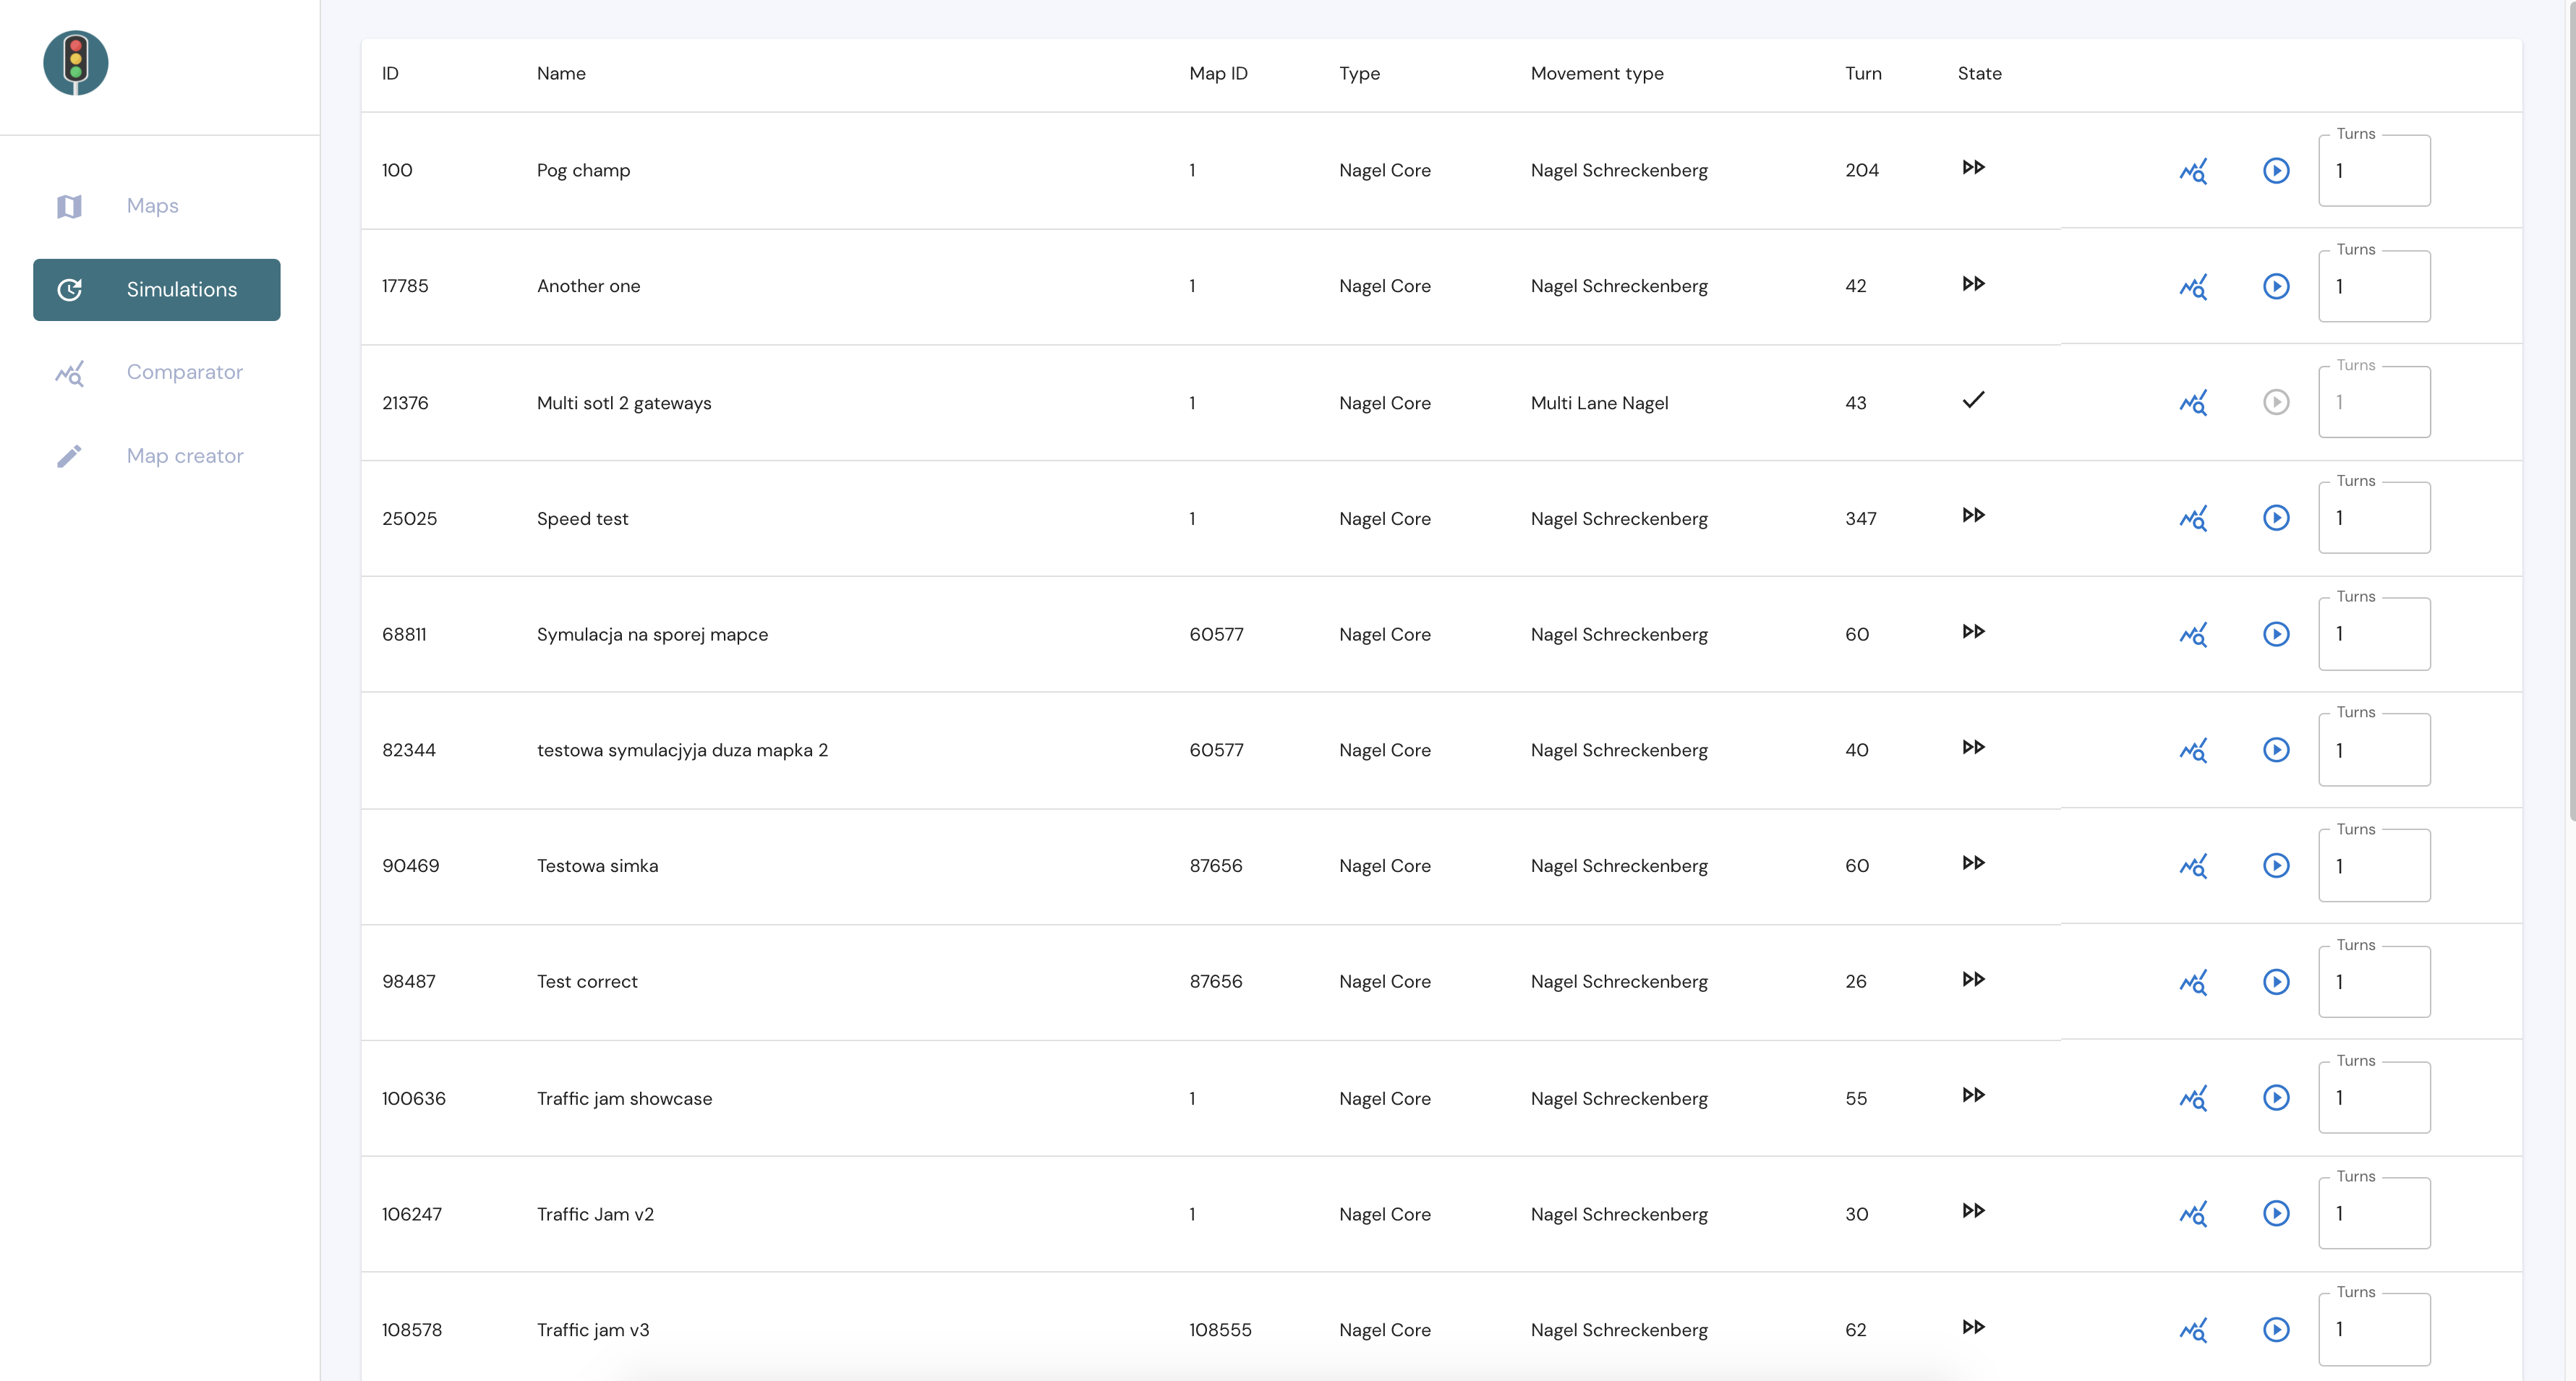 ID Name Map ID Type Movement type Turn State
Turns
100 Pog champ 1 Nagel Core Nagel Schreckenberg 204 1
Maps
Turns
17785 Another one 1 Nagel Core Nagel Schreckenberg 42 1
Simulations
Turns
Comparator
21376 Multi sotl 2 gateways 1 Nagel Core Multi Lane Nagel 43 1
Map creator
Turns
25025 Speed test 1 Nagel Core Nagel Schreckenberg 347 1
Turns
68811 Symulacja na sporej mapce 60577 Nagel Core Nagel Schreckenberg 60 1
Turns
82344 testowa symulacjyja duza mapka 2 60577 Nagel Core Nagel Schreckenberg 40 1
Turns
90469 Testowa simka 87656 Nagel Core Nagel Schreckenberg 60 1
Turns
98487 Test correct 87656 Nagel Core Nagel Schreckenberg 26 1
Turns
100636 Traffic jam showcase 1 Nagel Core Nagel Schreckenberg 55 1
Turns
106247 Traffic Jam v2 1 Nagel Core Nagel Schreckenberg 30 1
Turns
108578 Traffic jam v3 108555 Nagel Core Nagel Schreckenberg 62 1